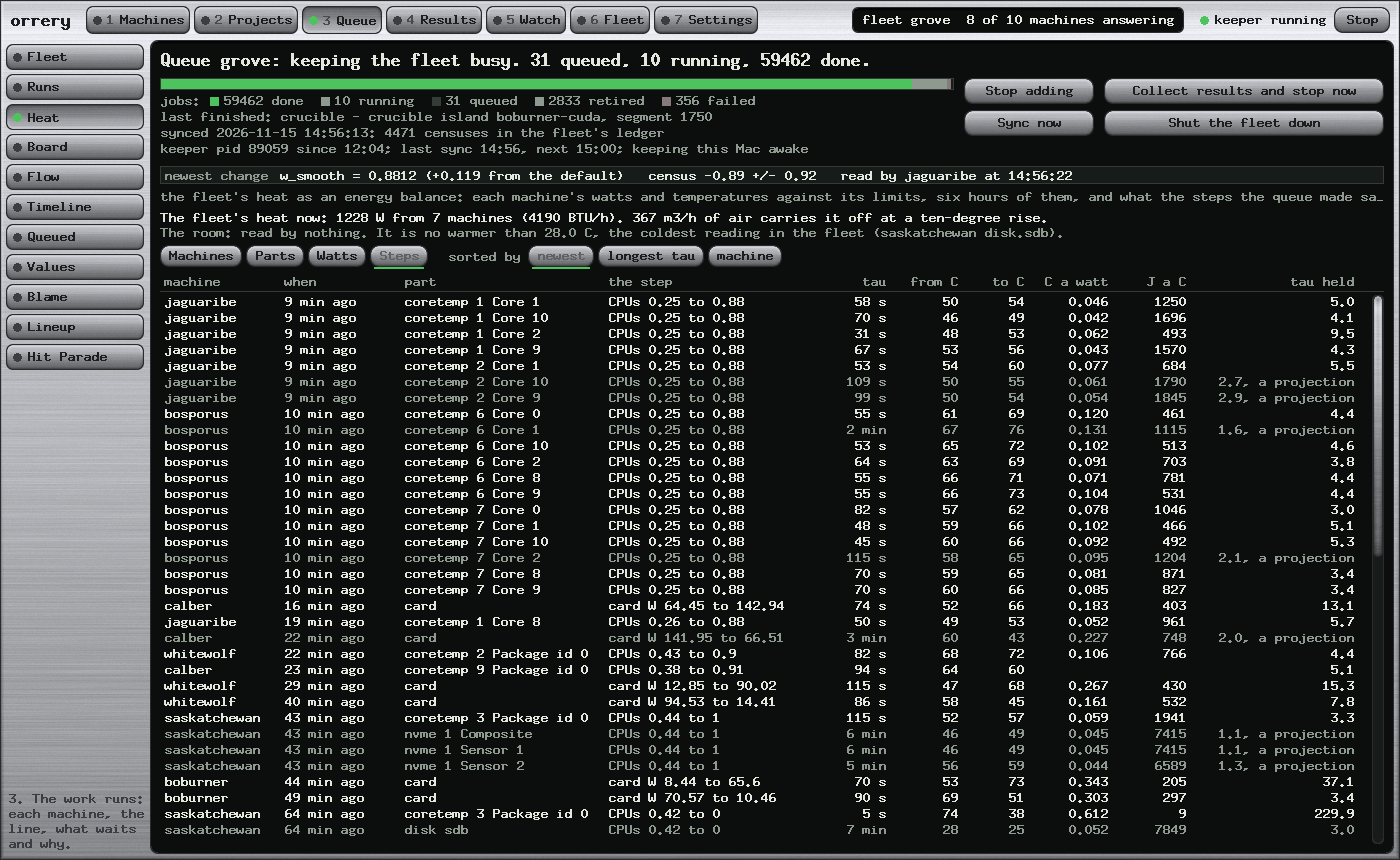 orrery 1 Machines 2 Projects 3 Queue 4 Results 5 Watch 6 Fleet 7 Settings fleet grove 8 of 10 machines answering keeper running Stop
Fleet
Runs
Heat
Board
Flow
Timeline
Queued
Values
Blame
Lineup
Hit Parade
3. The work runs:
each machine, the
line, what waits
and why.
Queue grove: keeping the fleet busy. 31 queued, 10 running, 59462 done.
jobs: 59462 done 10 running 31 queued 2833 retired 356 failed
last finished: crucible - crucible island boburner-cuda, segment 1750
synced 2026-11-15 14:56:13: 4471 censuses in the fleet's ledger
keeper pid 89059 since 12:04; last sync 14:56, next 15:00; keeping this Mac awake
Stop adding Collect results and stop now
Sync now Shut the fleet down
newest change w_smooth = 0.8812 (+0.119 from the default) census -0.89 +/- 0.92 read by jaguaribe at 14:56:22
the fleet's heat as an energy balance: each machine's watts and temperatures against its limits, six hours of them, and what the steps the queue made sa…
The fleet's heat now: 1228 W from 7 machines (4190 BTU/h). 367 m3/h of air carries it off at a ten-degree rise.
The room: read by nothing. It is no warmer than 28.0 C, the coldest reading in the fleet (saskatchewan disk.sdb).
Machines Parts Watts Steps sorted by newest longest tau machine
machine when part the step tau from C to C C a watt J a C tau held
jaguaribe 9 min ago coretemp 1 Core 1 CPUs 0.25 to 0.88 58 s 50 54 0.046 1250 5.0
jaguaribe 9 min ago coretemp 1 Core 10 CPUs 0.25 to 0.88 70 s 46 49 0.042 1696 4.1
jaguaribe 9 min ago coretemp 1 Core 2 CPUs 0.25 to 0.88 31 s 48 53 0.062 493 9.5
jaguaribe 9 min ago coretemp 1 Core 9 CPUs 0.25 to 0.88 67 s 53 56 0.043 1570 4.3
jaguaribe 9 min ago coretemp 2 Core 1 CPUs 0.25 to 0.88 53 s 54 60 0.077 684 5.5
jaguaribe 9 min ago coretemp 2 Core 10 CPUs 0.25 to 0.88 109 s 50 55 0.061 1790 2.7, a projection
jaguaribe 9 min ago coretemp 2 Core 9 CPUs 0.25 to 0.88 99 s 50 54 0.054 1845 2.9, a projection
bosporus 10 min ago coretemp 6 Core 0 CPUs 0.25 to 0.88 55 s 61 69 0.120 461 4.4
bosporus 10 min ago coretemp 6 Core 1 CPUs 0.25 to 0.88 2 min 67 76 0.131 1115 1.6, a projection
bosporus 10 min ago coretemp 6 Core 10 CPUs 0.25 to 0.88 53 s 65 72 0.102 513 4.6
bosporus 10 min ago coretemp 6 Core 2 CPUs 0.25 to 0.88 64 s 63 69 0.091 703 3.8
bosporus 10 min ago coretemp 6 Core 8 CPUs 0.25 to 0.88 55 s 66 71 0.071 781 4.4
bosporus 10 min ago coretemp 6 Core 9 CPUs 0.25 to 0.88 55 s 66 73 0.104 531 4.4
bosporus 10 min ago coretemp 7 Core 0 CPUs 0.25 to 0.88 82 s 57 62 0.078 1046 3.0
bosporus 10 min ago coretemp 7 Core 1 CPUs 0.25 to 0.88 48 s 59 66 0.102 466 5.1
bosporus 10 min ago coretemp 7 Core 10 CPUs 0.25 to 0.88 45 s 60 66 0.092 492 5.3
bosporus 10 min ago coretemp 7 Core 2 CPUs 0.25 to 0.88 115 s 58 65 0.095 1204 2.1, a projection
bosporus 10 min ago coretemp 7 Core 8 CPUs 0.25 to 0.88 70 s 59 65 0.081 871 3.4
bosporus 10 min ago coretemp 7 Core 9 CPUs 0.25 to 0.88 70 s 60 66 0.085 827 3.4
calber 16 min ago card card W 64.45 to 142.94 74 s 52 66 0.183 403 13.1
jaguaribe 19 min ago coretemp 1 Core 8 CPUs 0.26 to 0.88 50 s 49 53 0.052 961 5.7
calber 22 min ago card card W 141.95 to 66.51 3 min 60 43 0.227 748 2.0, a projection
whitewolf 22 min ago coretemp 2 Package id 0 CPUs 0.43 to 0.9 82 s 68 72 0.106 766 4.4
calber 23 min ago coretemp 9 Package id 0 CPUs 0.38 to 0.91 94 s 64 60 5.1
whitewolf 29 min ago card card W 12.85 to 90.02 115 s 47 68 0.267 430 15.3
whitewolf 40 min ago card card W 94.53 to 14.41 86 s 58 45 0.161 532 7.8
saskatchewan 43 min ago coretemp 3 Package id 0 CPUs 0.44 to 1 115 s 52 57 0.059 1941 3.3
saskatchewan 43 min ago nvme 1 Composite CPUs 0.44 to 1 6 min 46 49 0.045 7415 1.1, a projection
saskatchewan 43 min ago nvme 1 Sensor 1 CPUs 0.44 to 1 6 min 46 49 0.045 7415 1.1, a projection
saskatchewan 43 min ago nvme 1 Sensor 2 CPUs 0.44 to 1 5 min 56 59 0.044 6589 1.3, a projection
boburner 44 min ago card card W 8.44 to 65.6 70 s 53 73 0.343 205 37.1
boburner 49 min ago card card W 70.57 to 10.46 90 s 69 51 0.303 297 3.4
saskatchewan 64 min ago coretemp 3 Package id 0 CPUs 0.42 to 0 5 s 74 38 0.612 9 229.9
saskatchewan 64 min ago disk sdb CPUs 0.42 to 0 7 min 28 25 0.052 7849 3.0